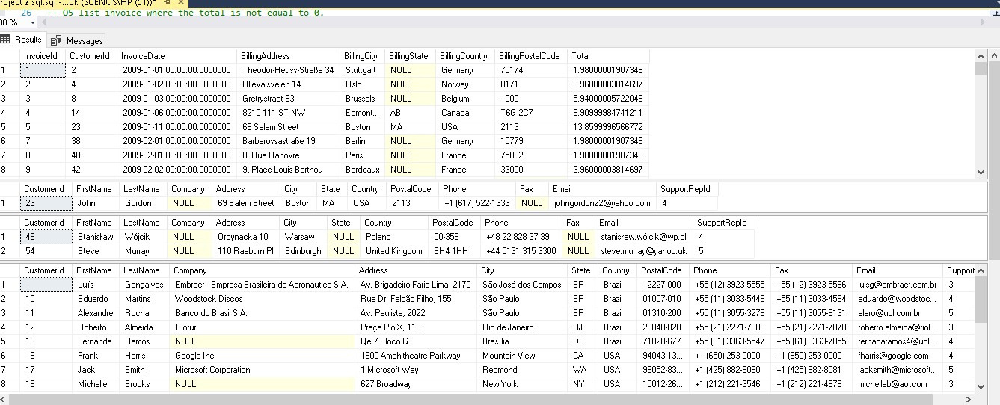 roject 2 sql.sql -...ok (SUENOS\HP (51))*
26 -- O5 list invoice where the total is not equal to 0.
00 %
Results Messages
InvoiceId CustomerId InvoiceDate BillingAddress BillingCity BillingState BillingCountry BillingPostalCode Total
1 1 2 2009-01-01 00:00:00.0000000 Theodor-Heuss-Straße 34 Stuttgart NULL Germany 70174 1.98000001907349
2 2 4 2009-01-02 00:00:00.0000000 Ullevålsveien 14 Oslo NULL Norway 0171 3.96000003814697
3 3 8 2009-01-03 00:00:00.0000000 Grétrystraat 63 Brussels NULL Belgium 1000 5.94000005722046
4 4 14 2009-01-06 00:00:00.0000000 8210 111 ST NW Edmont... AB Canada T6G 2C7 8.90999984741211
5 5 23 2009-01-11 00:00:00.0000000 69 Salem Street Boston MA USA 2113 13.8599996566772
6 7 38 2009-02-01 00:00:00.0000000 Barbarossastraße 19 Berlin NULL Germany 10779 1.98000001907349
7 8 40 2009-02-01 00:00:00.0000000 8, Rue Hanovre Paris NULL France 75002 1.98000001907349
8 9 42 2009-02-02 00:00:00.0000000 9, Place Louis Barthou Bordeaux NULL France 33000 3.96000003814697
CustomerId FirstName LastName Company Address City State Country PostalCode Phone Fax Email SupportRepId
1 23 John Gordon NULL 69 Salem Street Boston MA USA 2113 +1 (617) 522-1333 NULL johngordon22@yahoo.com 4
CustomerId FirstName LastName Company Address City State Country PostalCode Phone Fax Email SupportRepId
1 49 Stanisław Wójcik NULL Ordynacka 10 Warsaw NULL Poland 00-358 +48 22 828 37 39 NULL stanisław.wójcik@wp.pl 4
2 54 Steve Murray NULL 110 Raeburn Pl Edinburgh NULL United Kingdom EH4 1HH +44 0131 315 3300 NULL steve.murray@yahoo.uk 5
CustomerId FirstName LastName Company Address City State Country PostalCode Phone Fax Email Support
1 1 Luís Gonçalves Embraer - Empresa Brasileira de Aeronáutica S.A. Av. Brigadeiro Faria Lima, 2170 São José dos Campos SP Brazil 12227-000 +55 (12) 3923-5555 +55 (12) 3923-5566 luisg@embraer.com.br 3
2 10 Eduardo Martins Woodstock Discos Rua Dr. Falcão Filho, 155 São Paulo SP Brazil 01007-010 +55 (11) 3033-5446 +55 (11) 3033-4564 eduardo@woodstoc... 4
3 11 Alexandre Rocha Banco do Brasil S.A. Av. Paulista, 2022 São Paulo SP Brazil 01310-200 +55 (11) 3055-3278 +55 (11) 3055-8131 alero@uol.com.br 5
4 12 Roberto Almeida Riotur Praça Pio X, 119 Rio de Janeiro RJ Brazil 20040-020 +55 (21) 2271-7000 +55 (21) 2271-7070 roberto.almeida@riot... 3
5 13 Fernanda Ramos NULL Qe 7 Bloco G Brasília DF Brazil 71020-677 +55 (61) 3363-5547 +55 (61) 3363-7855 fernadaramos4@uol... 4
6 16 Frank Harris Google Inc. 1600 Amphitheatre Parkway Mountain View CA USA 94043-13... +1 (650) 253-0000 +1 (650) 253-0000 fharris@google.com 4
7 17 Jack Smith Microsoft Corporation 1 Microsoft Way Redmond WA USA 98052-83... +1 (425) 882-8080 +1 (425) 882-8081 jacksmith@microsoft... 5
8 18 Michelle Brooks NULL 627 Broadway New York NY USA 10012-26... +1 (212) 221-3546 +1 (212) 221-4679 michelleb@aol.com 3